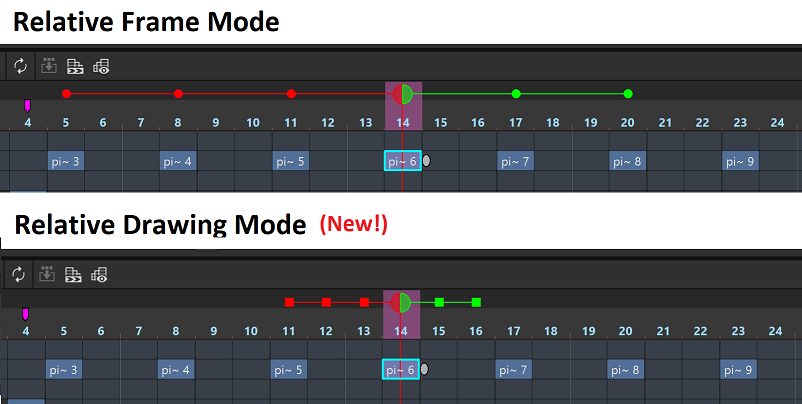 Relative Frame Mode
4 5 6 7 8 9 10 11 12 13 14 15 16 17 18 19 20 21 22 23 24
pi~ 3 pi~ 4 pi~ 5 pi~ 6 pi~ 7 pi~ 8 pi~ 9
Relative Drawing Mode (New!)
4 5 6 7 8 9 10 11 12 13 14 15 16 17 18 19 20 21 22 23 24
pi~ 3 pi~ 4 pi~ 5 pi~ 6 pi~ 7 pi~ 8 pi~ 9